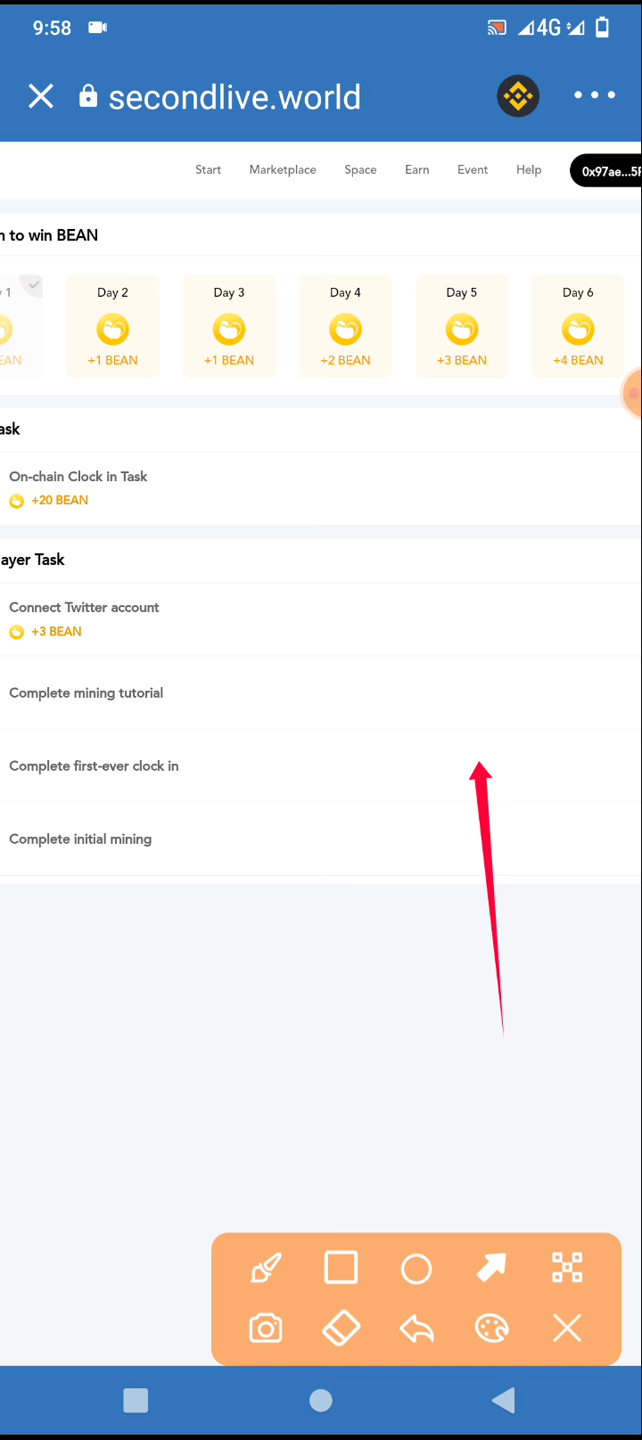 9:58
4G
secondlive.world
Start Marketplace Space Earn Event Help 0x97ae...5F
n to win BEAN
y 1 Day 2 Day 3 Day 4 Day 5 Day 6
EAN +1 BEAN +1 BEAN +2 BEAN +3 BEAN +4 BEAN
ask
On-chain Clock in Task
+20 BEAN
ayer Task
Connect Twitter account
+3 BEAN
Complete mining tutorial
Complete first-ever clock in
Complete initial mining